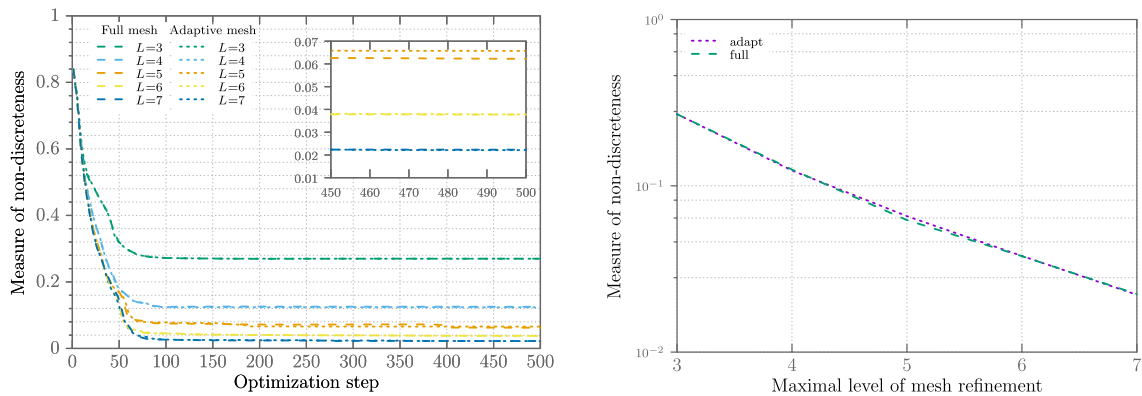 Measure of non-discreteness
1
0.8
0.6
0.4
0.2
0
0 50 100 150 200 250 300 350 400 450 500
Optimization step
Full mesh Adaptive mesh
L=3 L=3
L=4 L=4
L=5 L=5
L=6 L=6
L=7 L=7
0.07
0.06
0.05
0.04
0.03
0.02
0.01
450 460 470 480 490 500
Measure of non-discreteness
10⁰
10⁻¹
10⁻²
adapt
full
3 4 5 6 7
Maximal level of mesh refinement